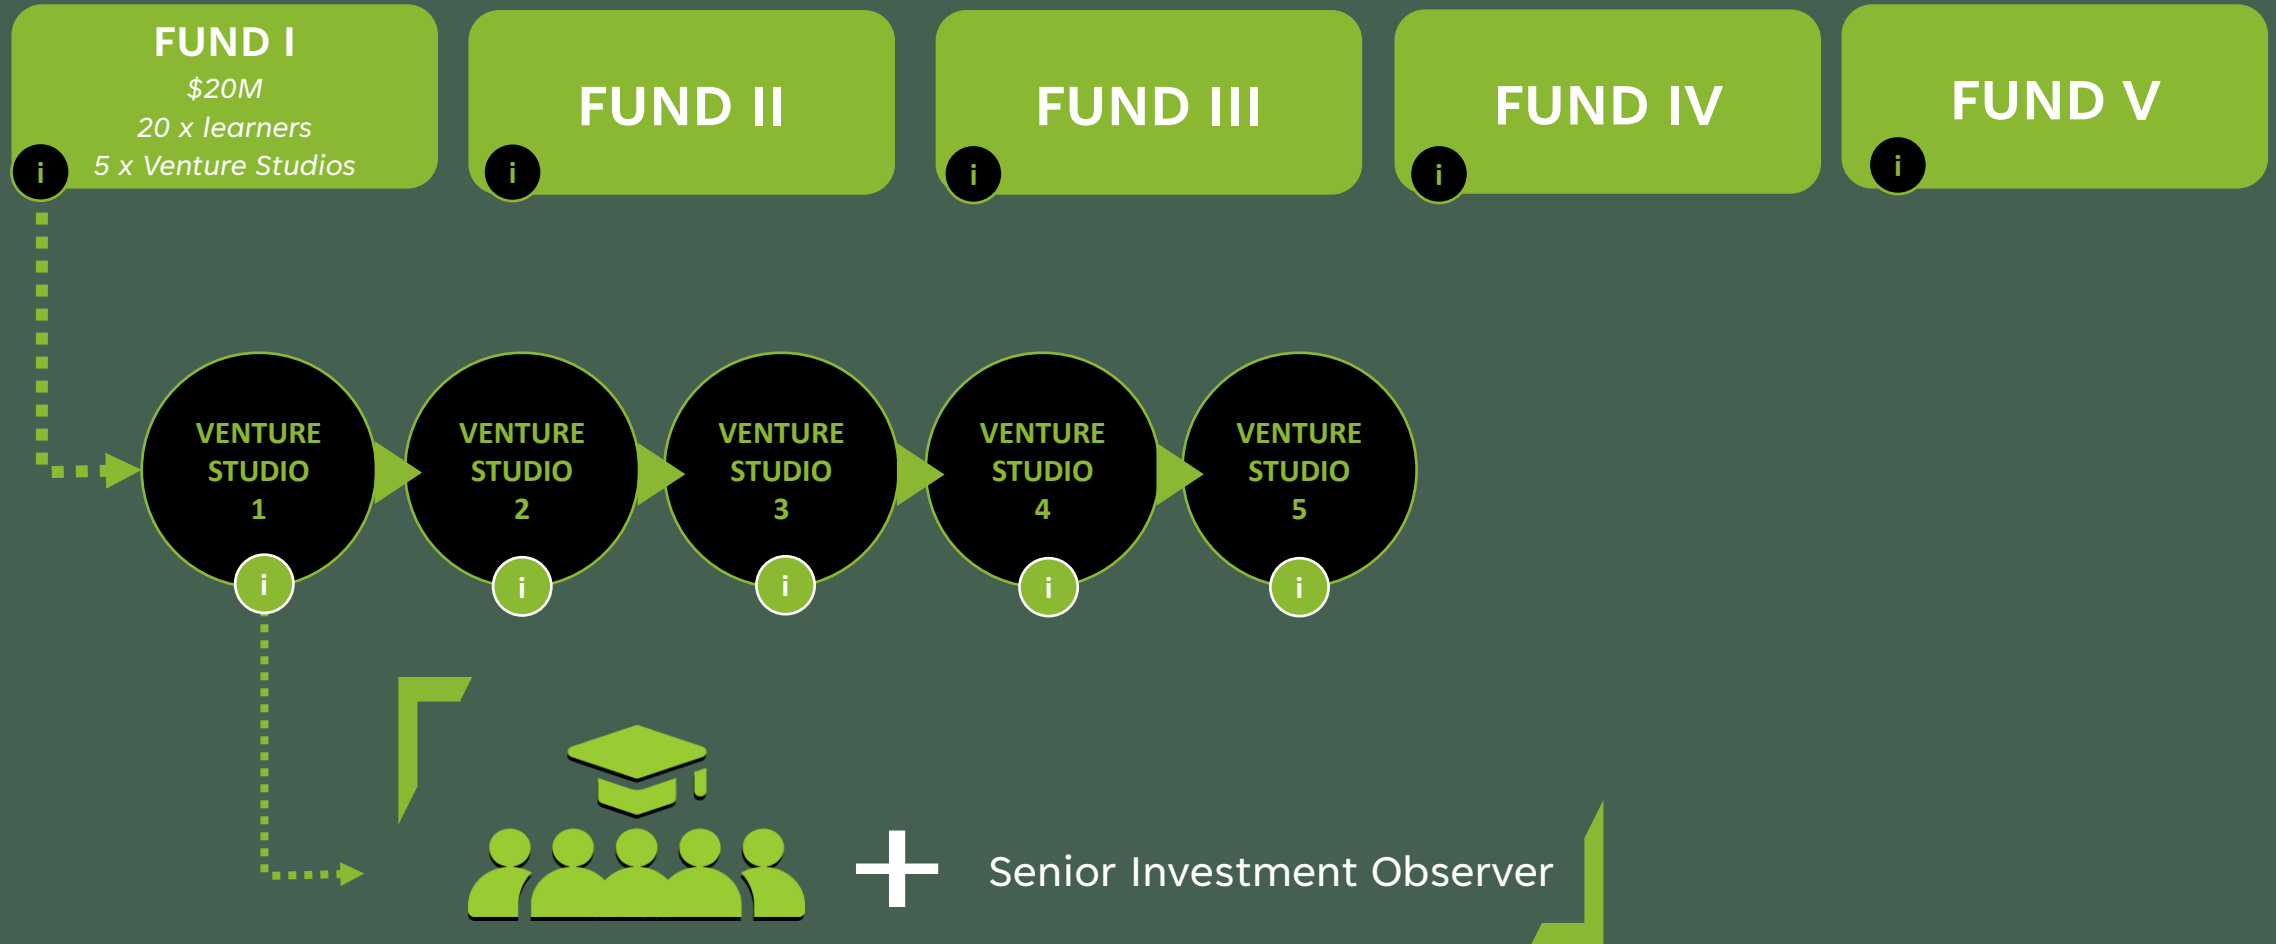 FUND I
$20M
20 x learners
5 x Venture Studios
i
FUND II
i
FUND III
i
FUND IV
i
FUND V
i
VENTURE
STUDIO
1
i
VENTURE
STUDIO
2
i
VENTURE
STUDIO
3
i
VENTURE
STUDIO
4
i
VENTURE
STUDIO
5
i
Senior Investment Observer